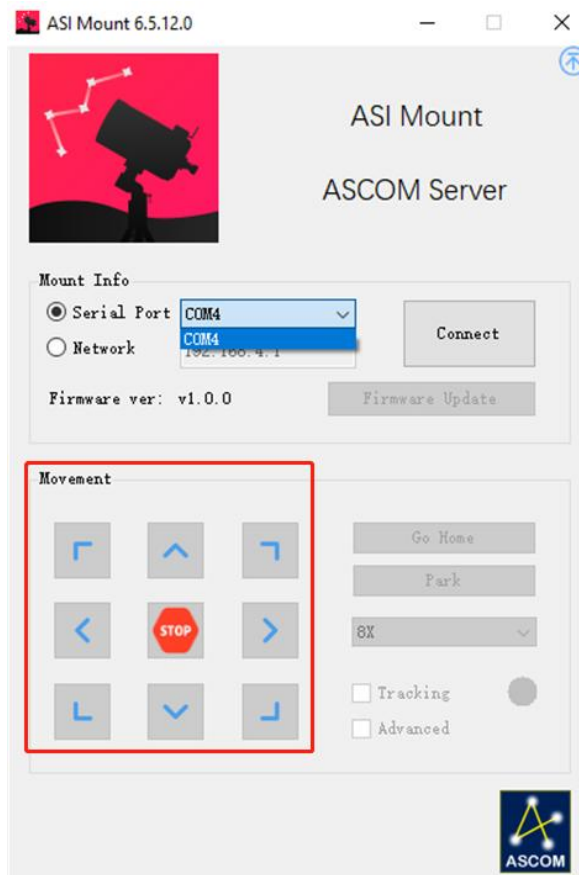 ASI Mount 6.5.12.0
ASI Mount
ASCOM Server
Mount Info
Serial Port COM4
COM4
Connect
Network 192.168.4.1
Firmware ver: v1.0.0 Firmware Update
Movement
Go Home
Park
STOP
8X
Tracking
Advanced
ASCOM